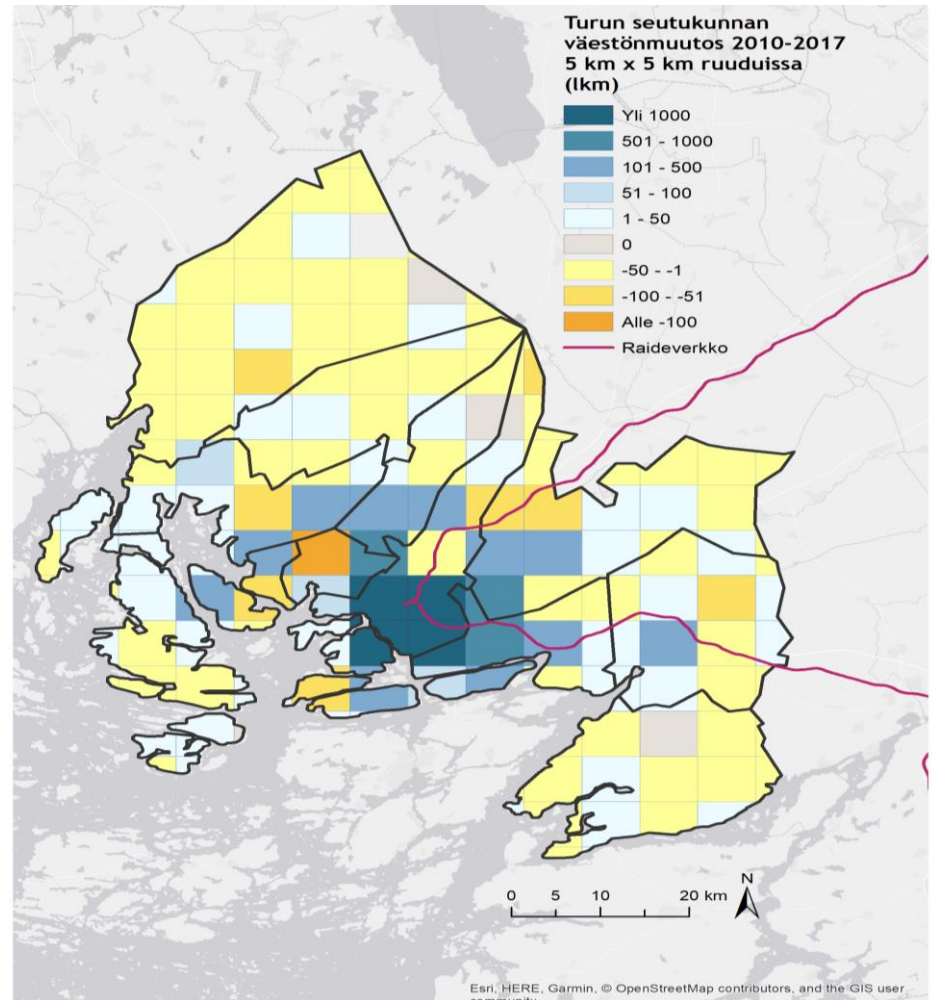 Turun seutukunnan
väestönmuutos 2010-2017
5 km x 5 km ruuduissa
(lkm)
Yli 1000
501 - 1000
101 - 500
51 - 100
1 - 50
0
-50 - -1
-100 - -51
Alle -100
Raideverkko
N
0 5 10 20 km
Esri, HERE, Garmin, © OpenStreetMap contributors, and the GIS user
community